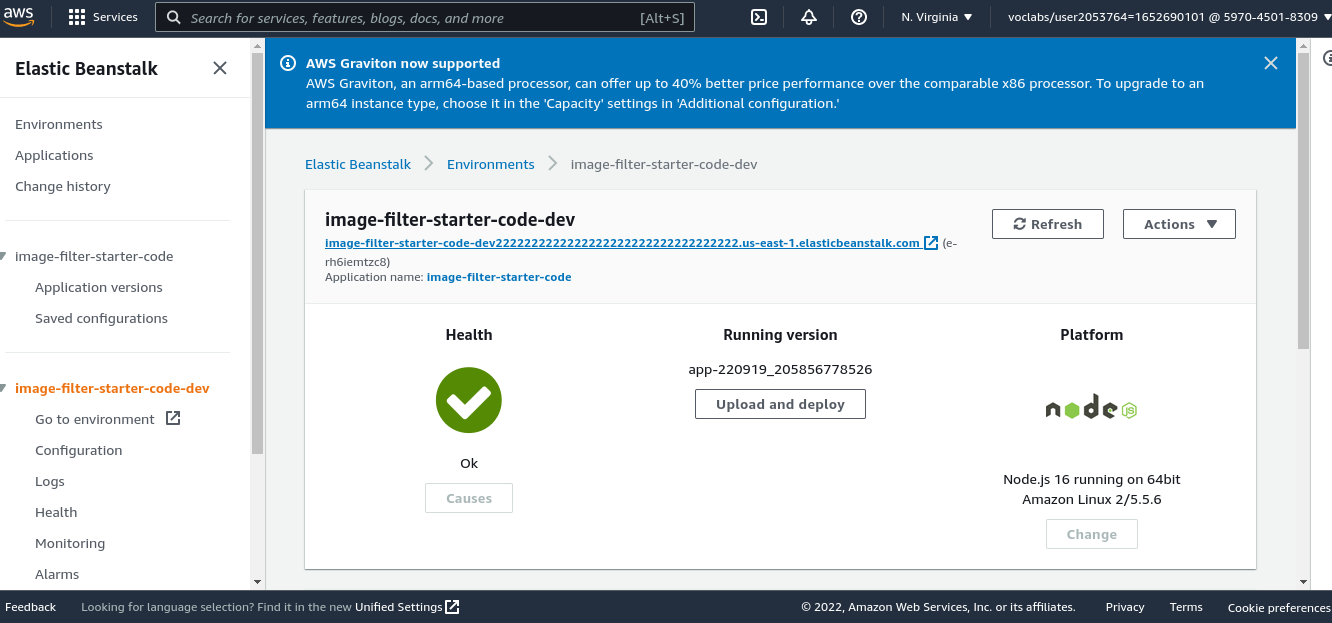 aws
Services
Search for services, features, blogs, docs, and more [Alt+S]
N. Virginia
voclabs/user2053764=1652690101 @ 5970-4501-8309
Elastic Beanstalk
Environments
Applications
Change history
image-filter-starter-code
Application versions
Saved configurations
image-filter-starter-code-dev
Go to environment
Configuration
Logs
Health
Monitoring
Alarms
AWS Graviton now supported
AWS Graviton, an arm64-based processor, can offer up to 40% better price performance over the comparable x86 processor. To upgrade to an
arm64 instance type, choose it in the 'Capacity' settings in 'Additional configuration.'
Elastic Beanstalk > Environments > image-filter-starter-code-dev
image-filter-starter-code-dev
image-filter-starter-code-dev22222222222222222222222222222222222.us-east-1.elasticbeanstalk.com (e-
rh6iemtzc8)
Application name: image-filter-starter-code
Refresh
Actions
Health
Ok
Causes
Running version
app-220919_205856778526
Upload and deploy
Platform
node JS
Node.js 16 running on 64bit
Amazon Linux 2/5.5.6
Change
Feedback
Looking for language selection? Find it in the new Unified Settings
© 2022, Amazon Web Services, Inc. or its affiliates.
Privacy
Terms
Cookie preferences